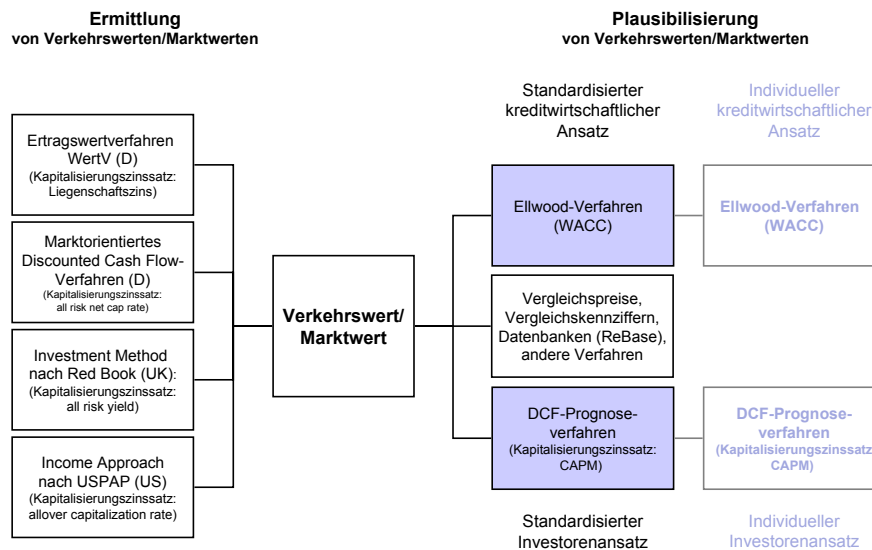 Ermittlung
von Verkehrswerten/Marktwerten
Plausibilisierung
von Verkehrswerten/Marktwerten
Standardisierter
kreditwirtschaftlicher
Ansatz
Individueller
kreditwirtschaftlicher
Ansatz
Ertragswertverfahren
WertV (D)
(Kapitalisierungszinssatz:
Liegenschaftszins)
Marktorientiertes
Discounted Cash Flow-
Verfahren (D)
(Kapitalisierungszinssatz:
all risk net cap rate)
Investment Method
nach Red Book (UK):
(Kapitalisierungszinssatz:
all risk yield)
Income Approach
nach USPAP (US)
(Kapitalisierungszinssatz:
allover capitalization rate)
Verkehrswert/
Marktwert
Ellwood-Verfahren
(WACC)
Ellwood-Verfahren
(WACC)
Vergleichspreise,
Vergleichskennziffern,
Datenbanken (ReBase),
andere Verfahren
DCF-Prognose-
verfahren
(Kapitalisierungszinssatz:
CAPM)
DCF-Prognose-
verfahren
(Kapitalisierungszinssatz
CAPM)
Standardisierter
Investorenansatz
Individueller
Investorenansatz